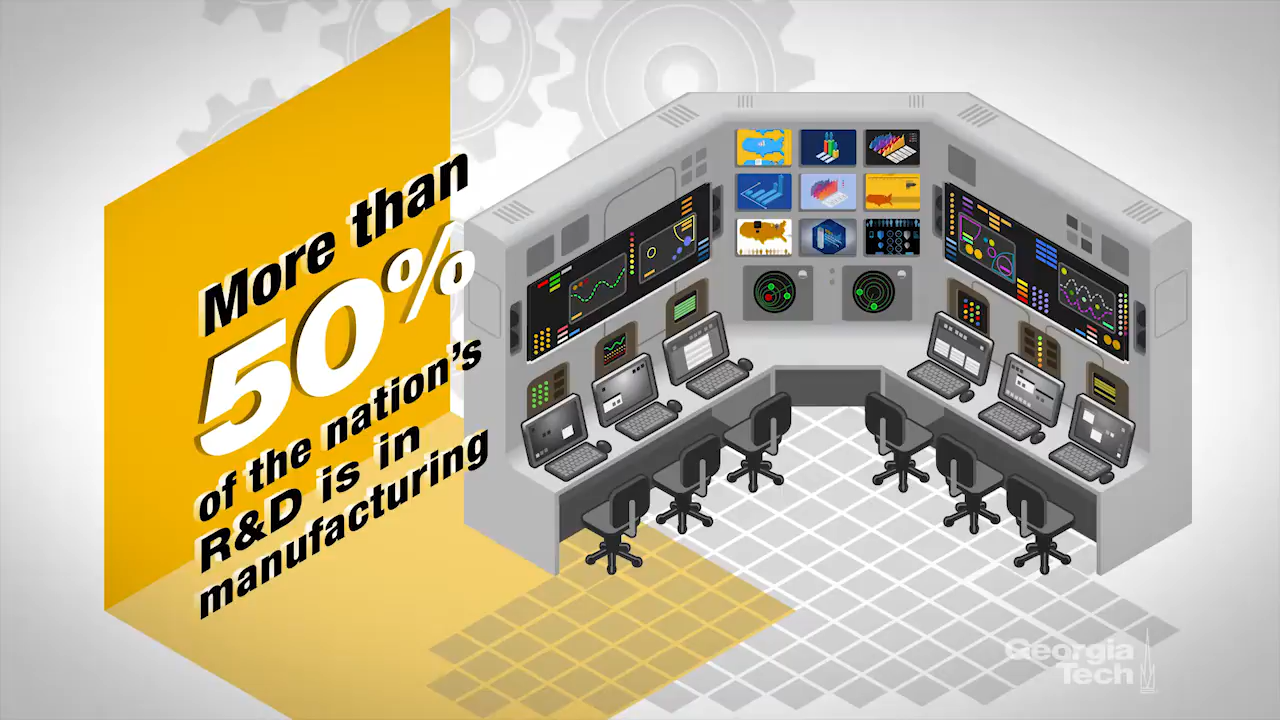 More than
50%
of the nation's
R&D is in
manufacturing
Georgia
Tech